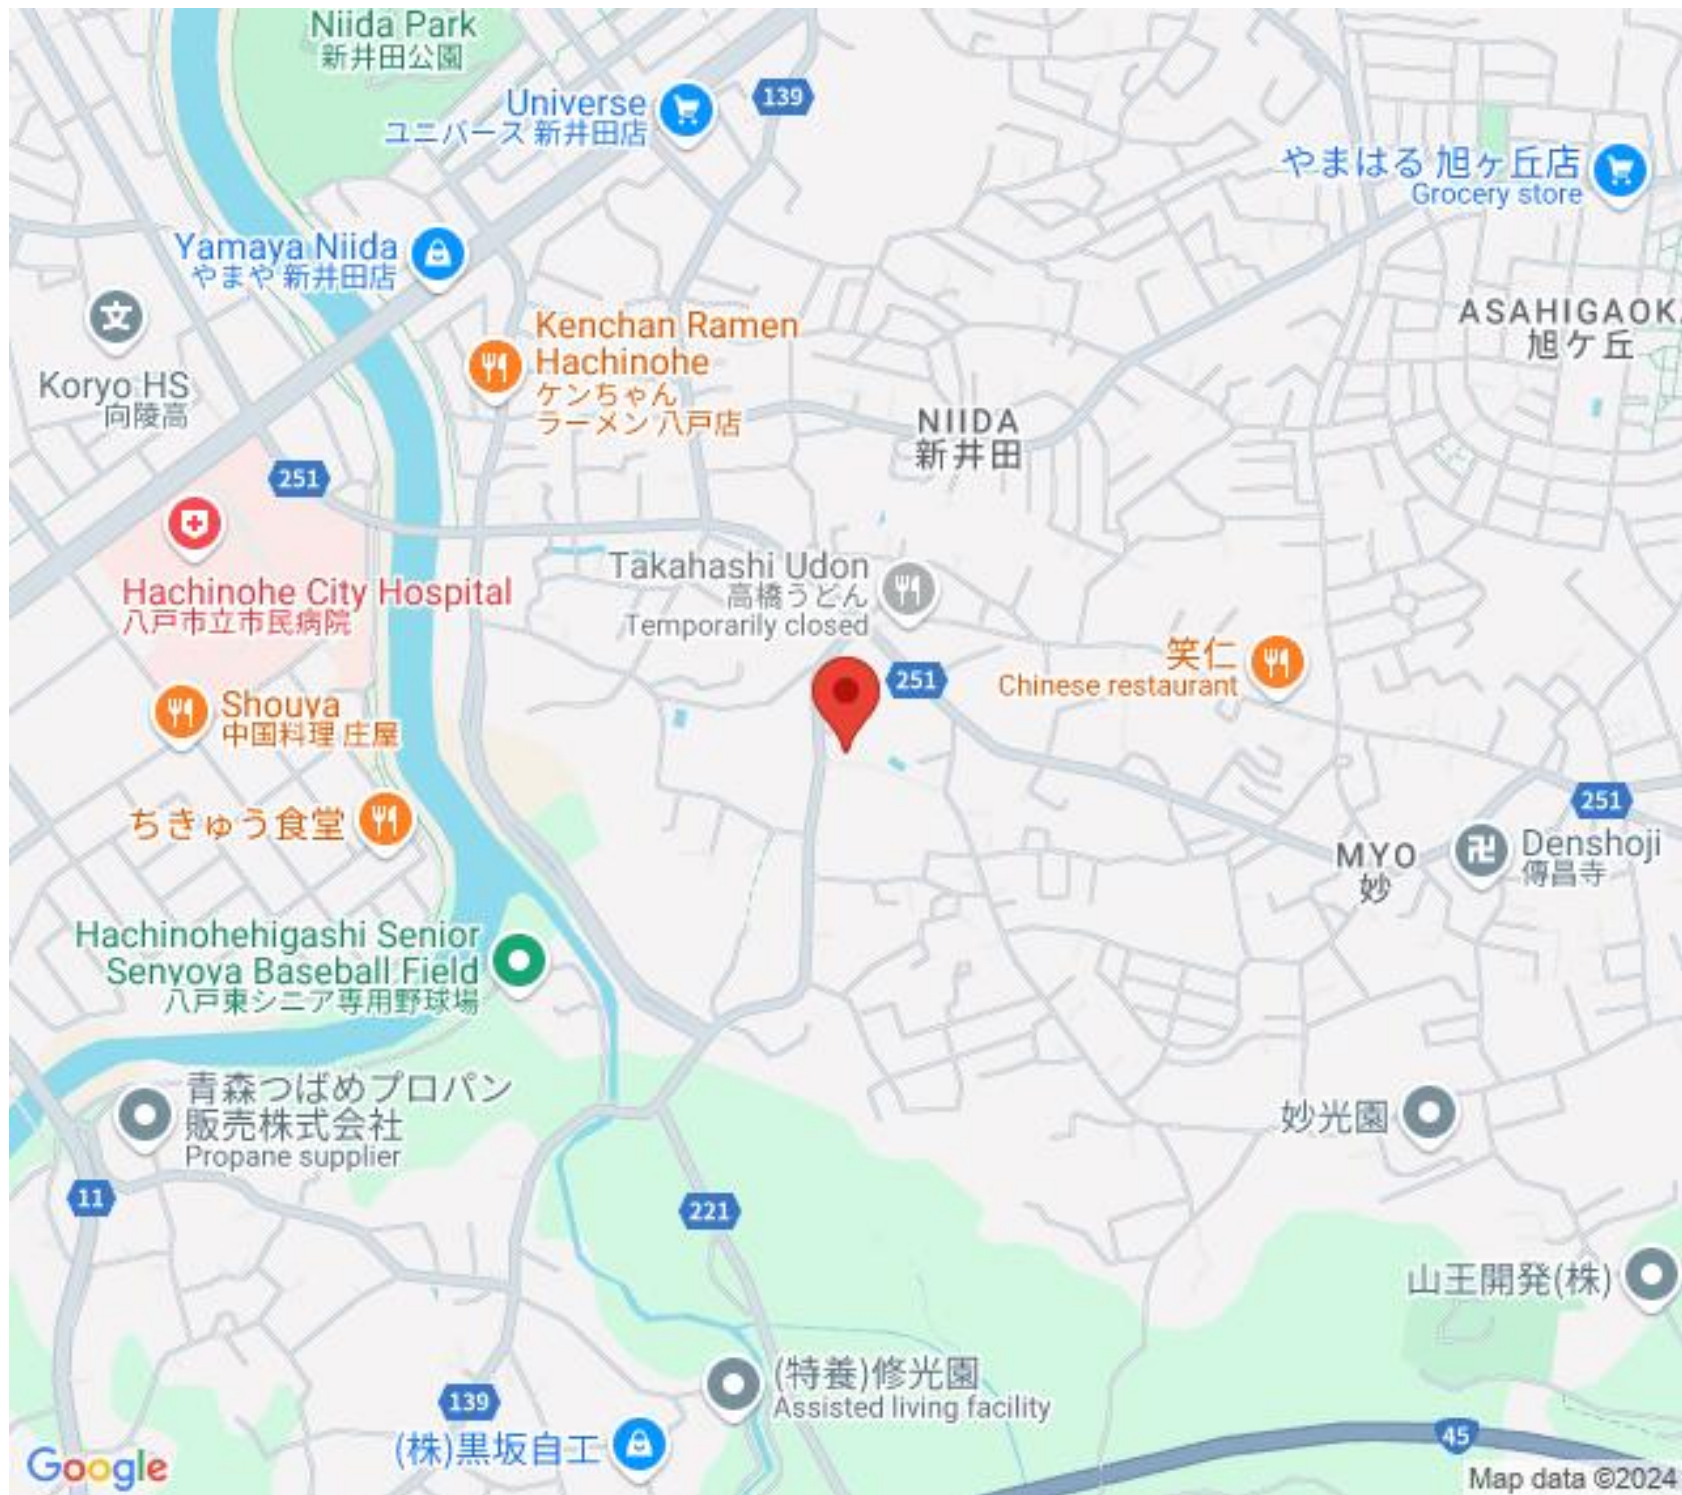 Niida Park
新井田公園
Universe
ユニバース 新井田店
139
やまはる 旭ヶ丘店
Grocery store
Yamaya Niida
やまや 新井田店
文
Koryo HS
向陵高
Kenchan Ramen
Hachinohe
ケンちゃん
ラーメン 八戸店
ASAHIGAOK
旭ケ丘
NIIDA
新井田
251
Hachinohe City Hospital
八戸市立市民病院
Takahashi Udon
高橋うどん
Temporarily closed
251
笑仁
Chinese restaurant
Shouya
中国料理 庄屋
ちきゅう食堂
251
MYO
妙
卍
Denshoji
傳昌寺
Hachinohehigashi Senior
Senyoya Baseball Field
八戸東シニア専用野球場
青森つばめプロパン
販売株式会社
Propane supplier
妙光園
11
221
山王開発(株)
(特養)修光園
Assisted living facility
139
(株)黒坂自工
45
Google
Map data ©2024